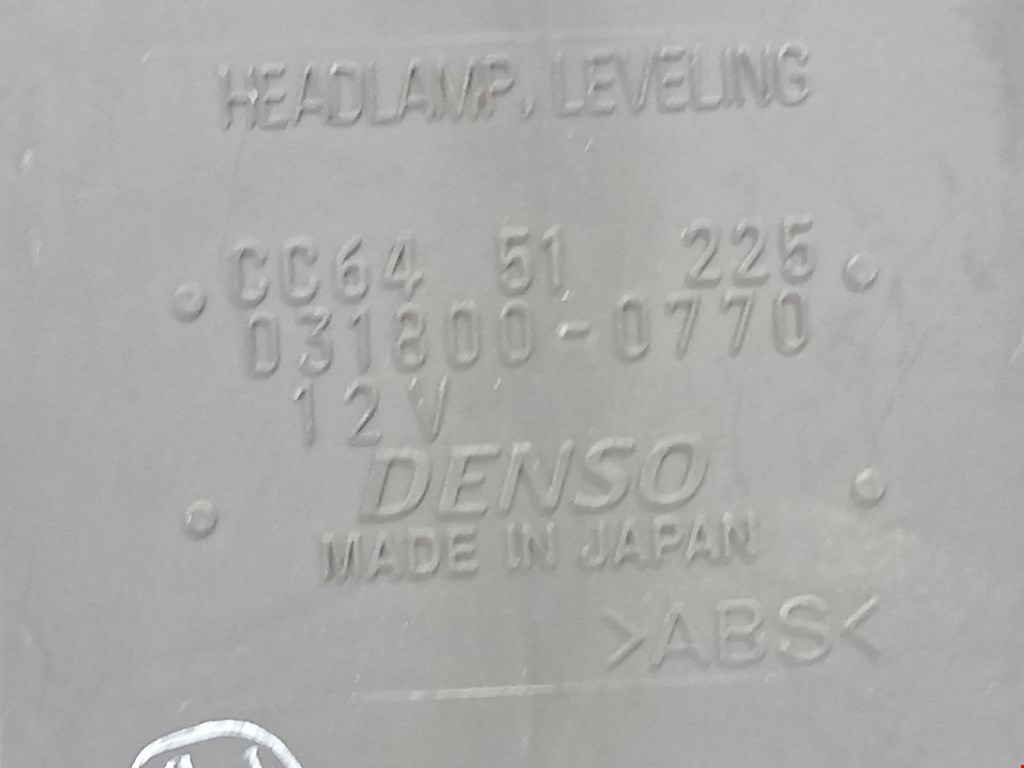 HEADLAMP, LEVELING
CC64 51 225
031800-0770
12V
DENSO
MADE IN JAPAN
>ABS<